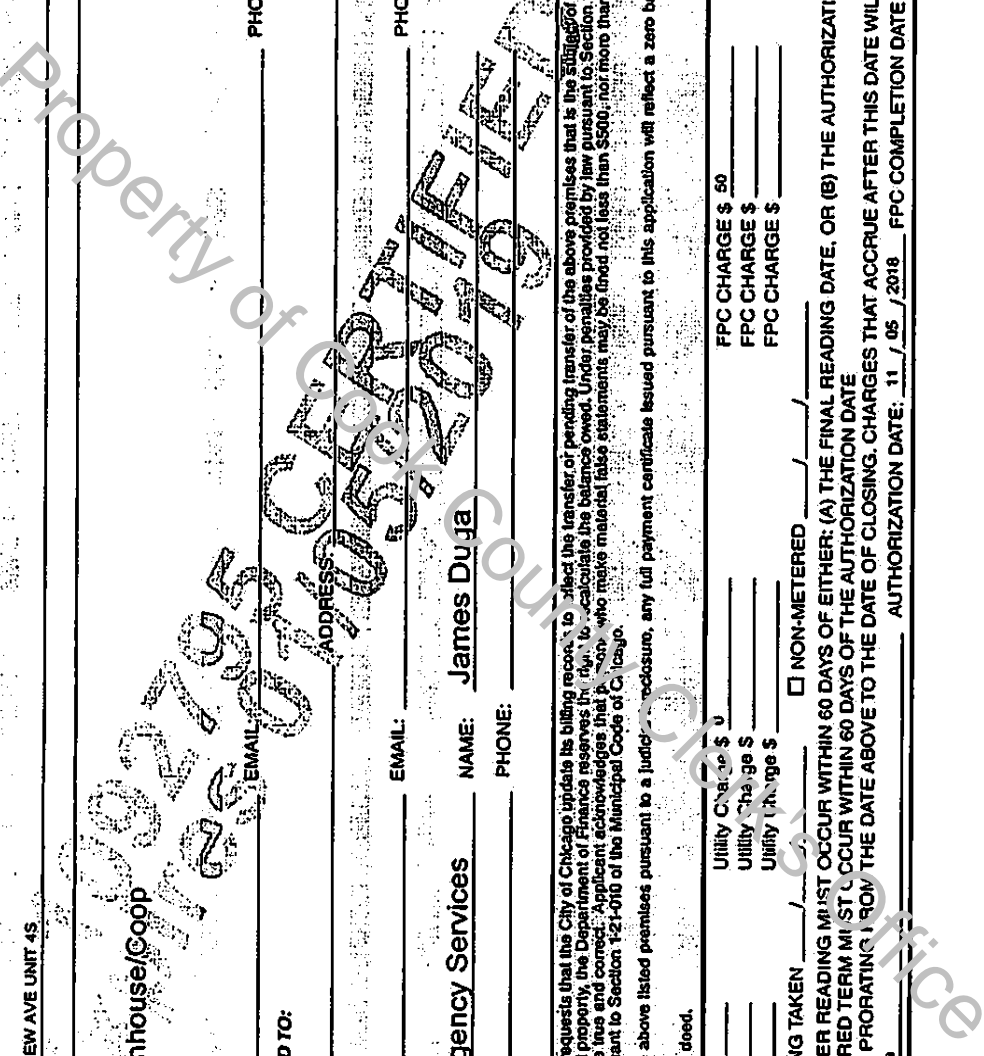 EW AVE UNIT 4S
nhouse/Coop
EMAIL: PHO
D TO: ADDRESS:
EMAIL: PHO
gency Services NAME: James Duga
PHONE:
equests that the City of Chicago update its billing records to reflect the transfer or pending transfer of the above premises that is the subject of
property, the Department of Finance reserves the right to recalculate the balance owed. Under penalties provided by law pursuant to Section
true and correct. Applicant acknowledges that persons who make material false statements may be fined not less than $500, nor more than
ant to Section 1-21-010 of the Municipal Code of Chicago.
above listed premises pursuant to a judicial foreclosure, any full payment certificate issued pursuant to this application will reflect a zero b
deed.
Utility Charge $ 0 FPC CHARGE $ 50
Utility Charge $ FPC CHARGE $
Utility Charge $ FPC CHARGE $
NG TAKEN / / NON-METERED / /
ER READING MUST OCCUR WITHIN 60 DAYS OF EITHER: (A) THE FINAL READING DATE, OR (B) THE AUTHORIZATI
RED TERM MUST OCCUR WITHIN 60 DAYS OF THE AUTHORIZATION DATE
PRORATING FROM THE DATE ABOVE TO THE DATE OF CLOSING. CHARGES THAT ACCRUE AFTER THIS DATE WIL
AUTHORIZATION DATE: 11 / 05 / 2018 FPC COMPLETION DATE
CERTIFIED
Property of Cook County Clerk's Office